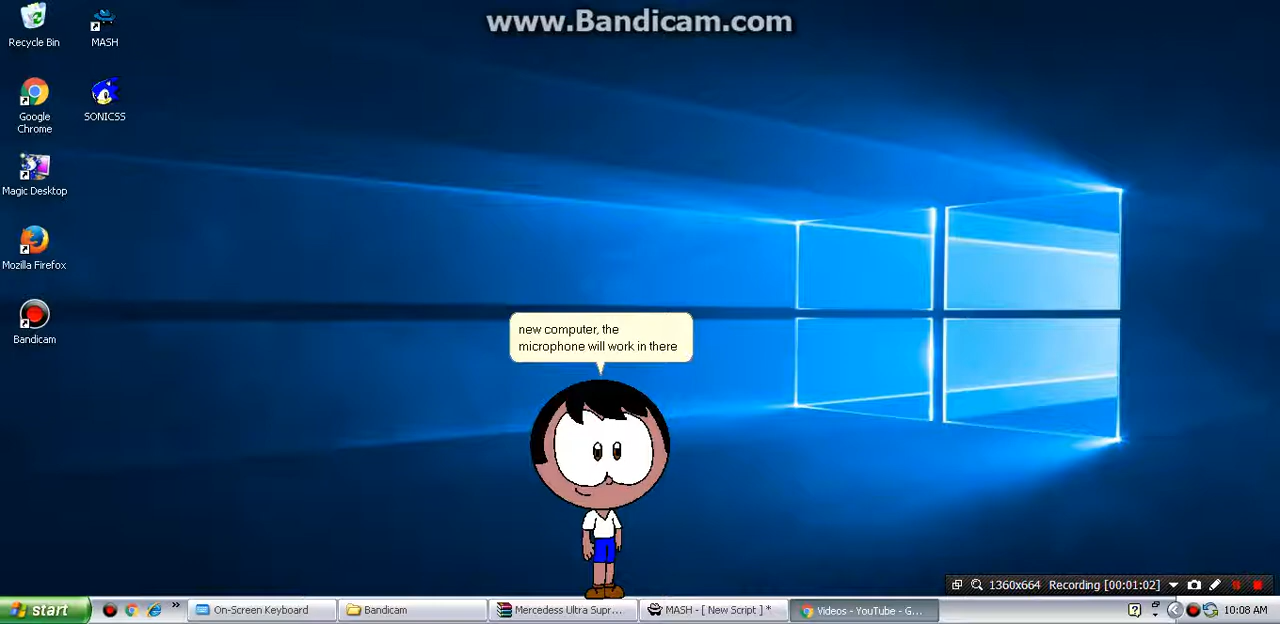 www.Bandicam.com
Recycle Bin
MASH
Google
Chrome
SONICSS
Magic Desktop
Mozilla Firefox
Bandicam
new computer, the
microphone will work in there
1360x664 Recording [00:01:02]
start
On-Screen Keyboard
Bandicam
Mercedess Ultra Supr...
MASH - [ New Script ] *
Videos - YouTube - G...
10:08 AM